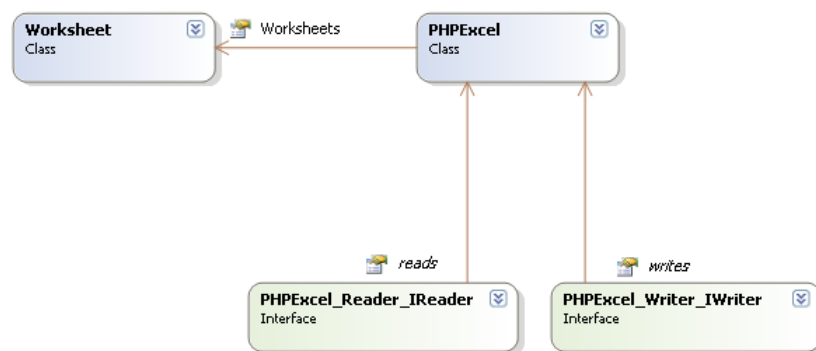 Worksheet
Class
Worksheets
PHPExcel
Class
reads
writes
PHPExcel_Reader_IReader
Interface
PHPExcel_Writer_IWriter
Interface